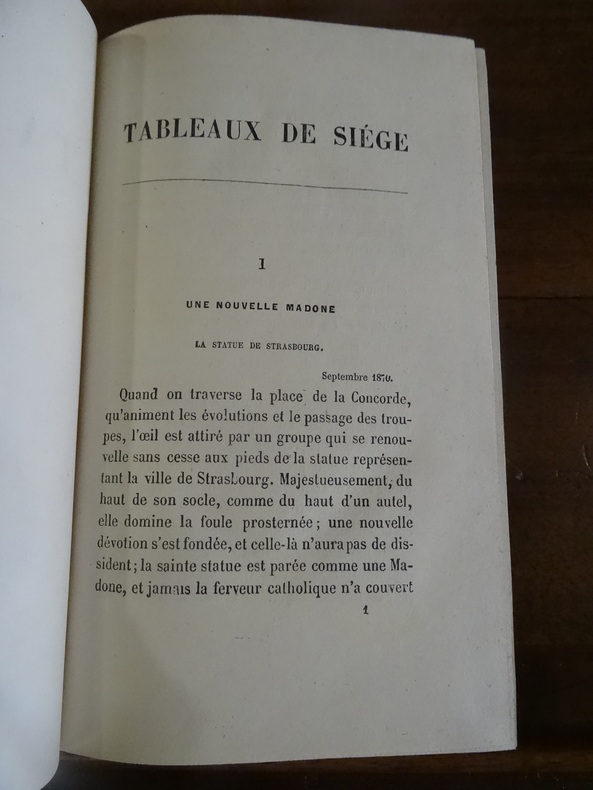 TABLEAUX DE SIÉGE
1
UNE NOUVELLE MADONE
LA STATUE DE STRASBOURG.
Septembre 1870.
Quand on traverse la place de la Concorde,
qu'animent les évolutions et le passage des trou-
pes, l'œil est attiré par un groupe qui se renou-
velle sans cesse aux pieds de la statue représen-
tant la ville de Strasbourg. Majestueusement, du
haut de son socle, comme du haut d'un autel,
elle domine la foule prosternée ; une nouvelle
dévotion s'est fondée, et celle-là n'aura pas de dis-
sident ; la sainte statue est parée comme une Ma-
done, et jamais la ferveur catholique n'a couvert
1